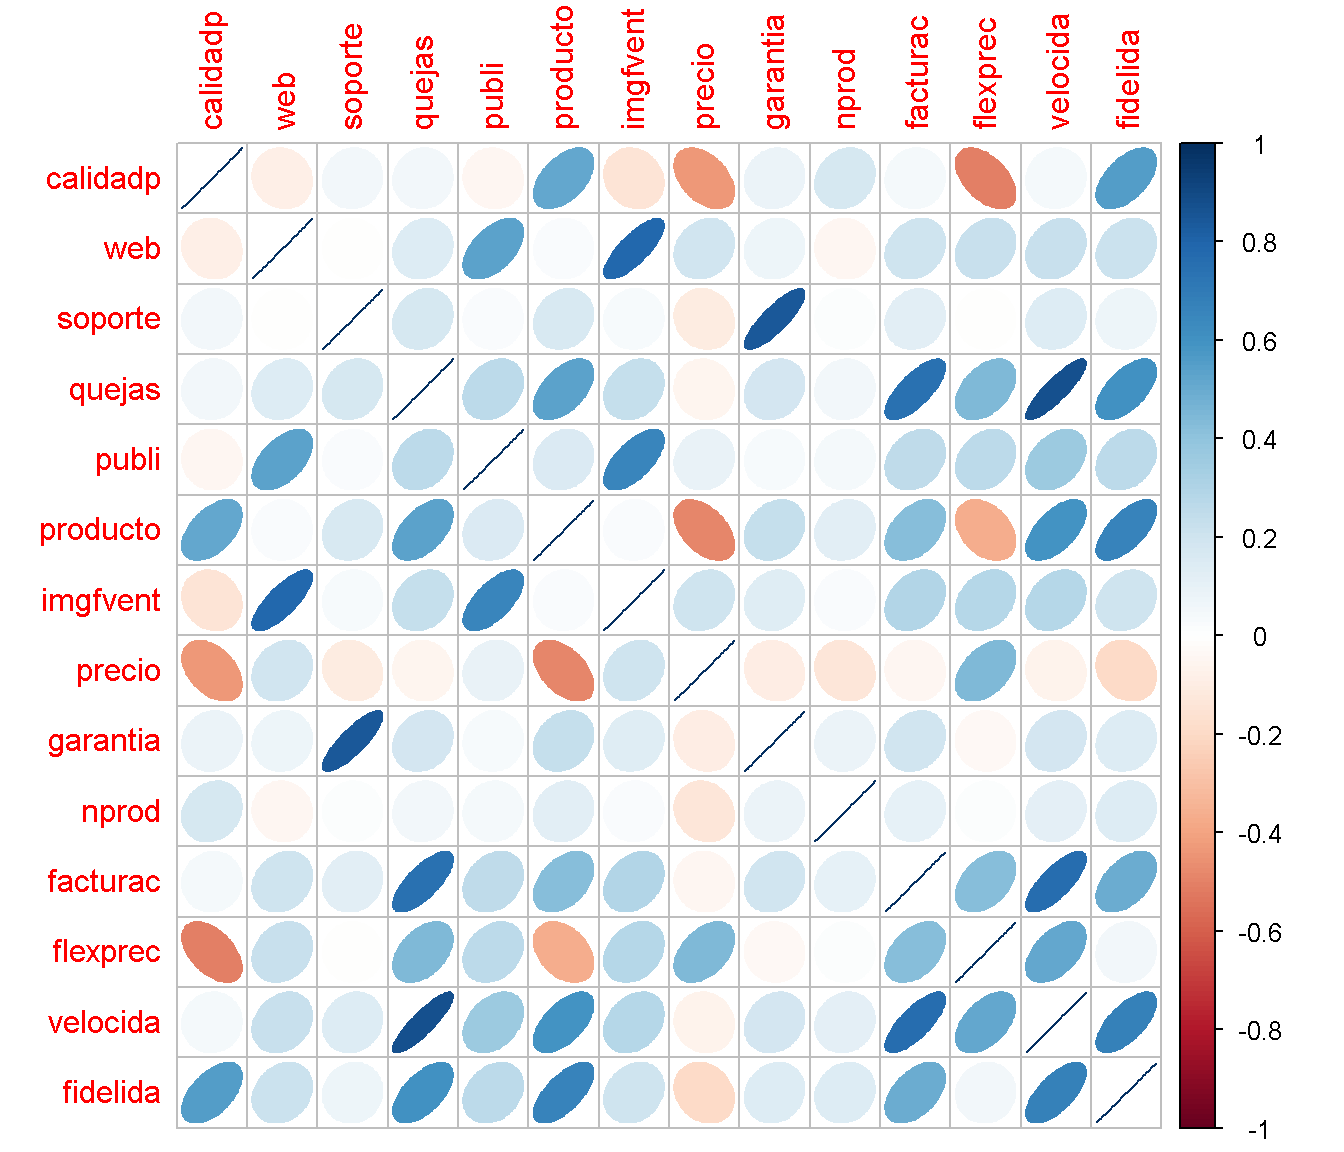 calidadp
web
soporte
quejas
publi
producto
imgfvent
precio
garantia
nprod
facturac
flexprec
velocida
fidelida
calidadp
web
soporte
quejas
publi
producto
imgfvent
precio
garantia
nprod
facturac
flexprec
velocida
fidelida
1
0.8
0.6
0.4
0.2
0
-0.2
-0.4
-0.6
-0.8
-1